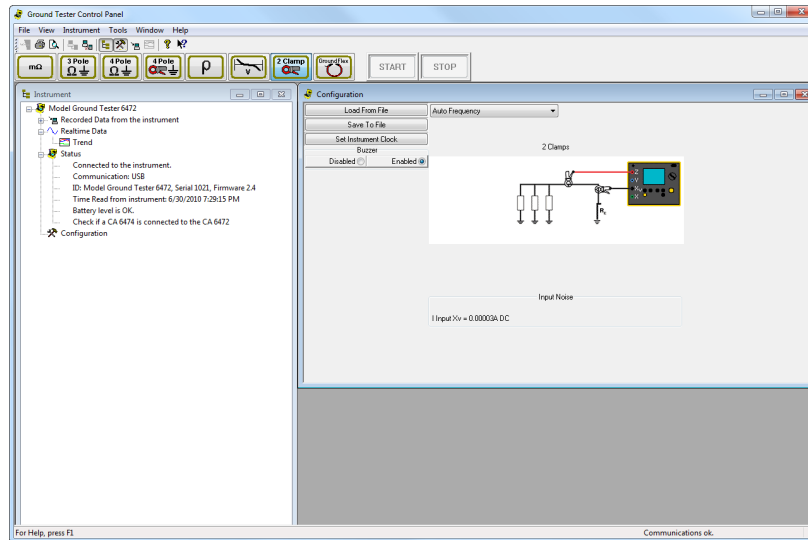 Ground Tester Control Panel
File View Instrument Tools Window Help
mΩ
3 Pole
Ω
4 Pole
Ω
4 Pole
ρ
V
2 Clamp
GroundFlex
START
STOP
Instrument
Model Ground Tester 6472
Recorded Data from the instrument
Realtime Data
Trend
Status
Connected to the instrument.
Communication: USB
ID: Model Ground Tester 6472, Serial 1021, Firmware 2.4
Time Read from instrument: 6/30/2010 7:29:15 PM
Battery level is OK.
Check if a CA 6474 is connected to the CA 6472
Configuration
Configuration
Load From File
Auto Frequency
Save To File
Set Instrument Clock
Buzzer
Disabled
Enabled
2 Clamps
Z
Y
Xv
X
Input Noise
I Input Xv = 0.00003A DC
For Help, press F1
Communications ok.